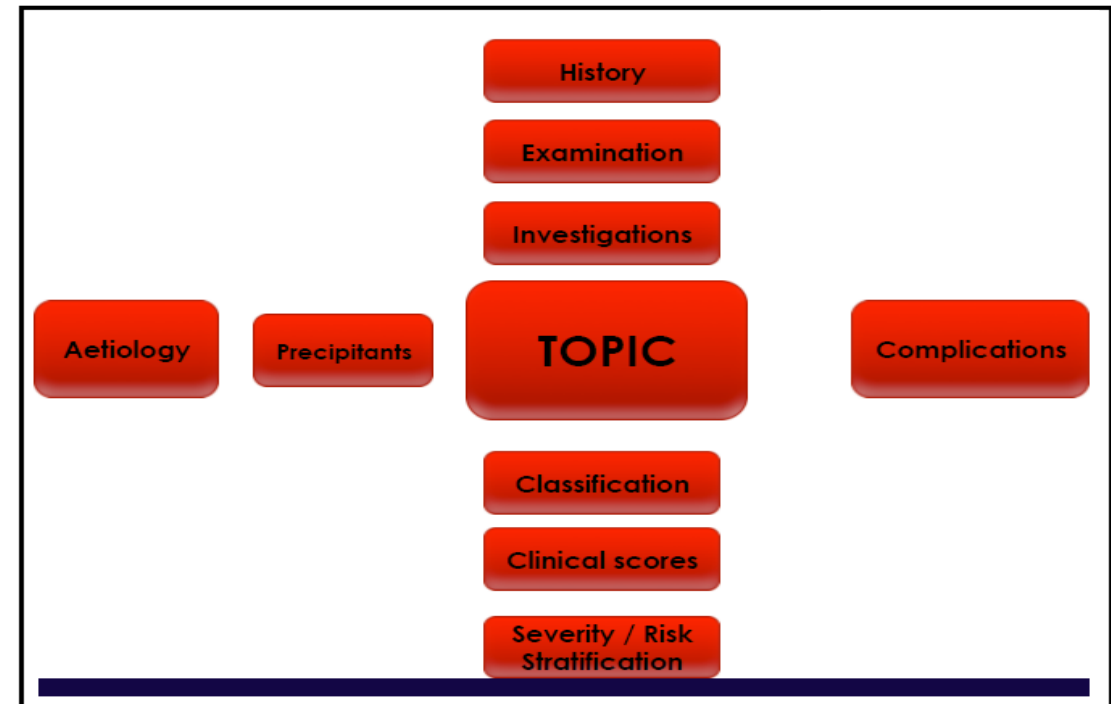 History
Examination
Investigations
Aetiology
Precipitants
TOPIC
Complications
Classification
Clinical scores
Severity / Risk
Stratification